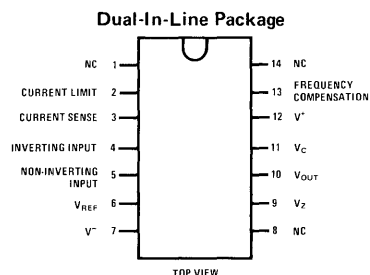 Dual-In-Line Package
NC 1
CURRENT LIMIT 2
CURRENT SENSE 3
INVERTING INPUT 4
NON-INVERTING
INPUT 5
VREF 6
V− 7
14 NC
13 FREQUENCY
COMPENSATION
12 V+
11 VC
10 VOUT
9 VZ
8 NC
TOP VIEW